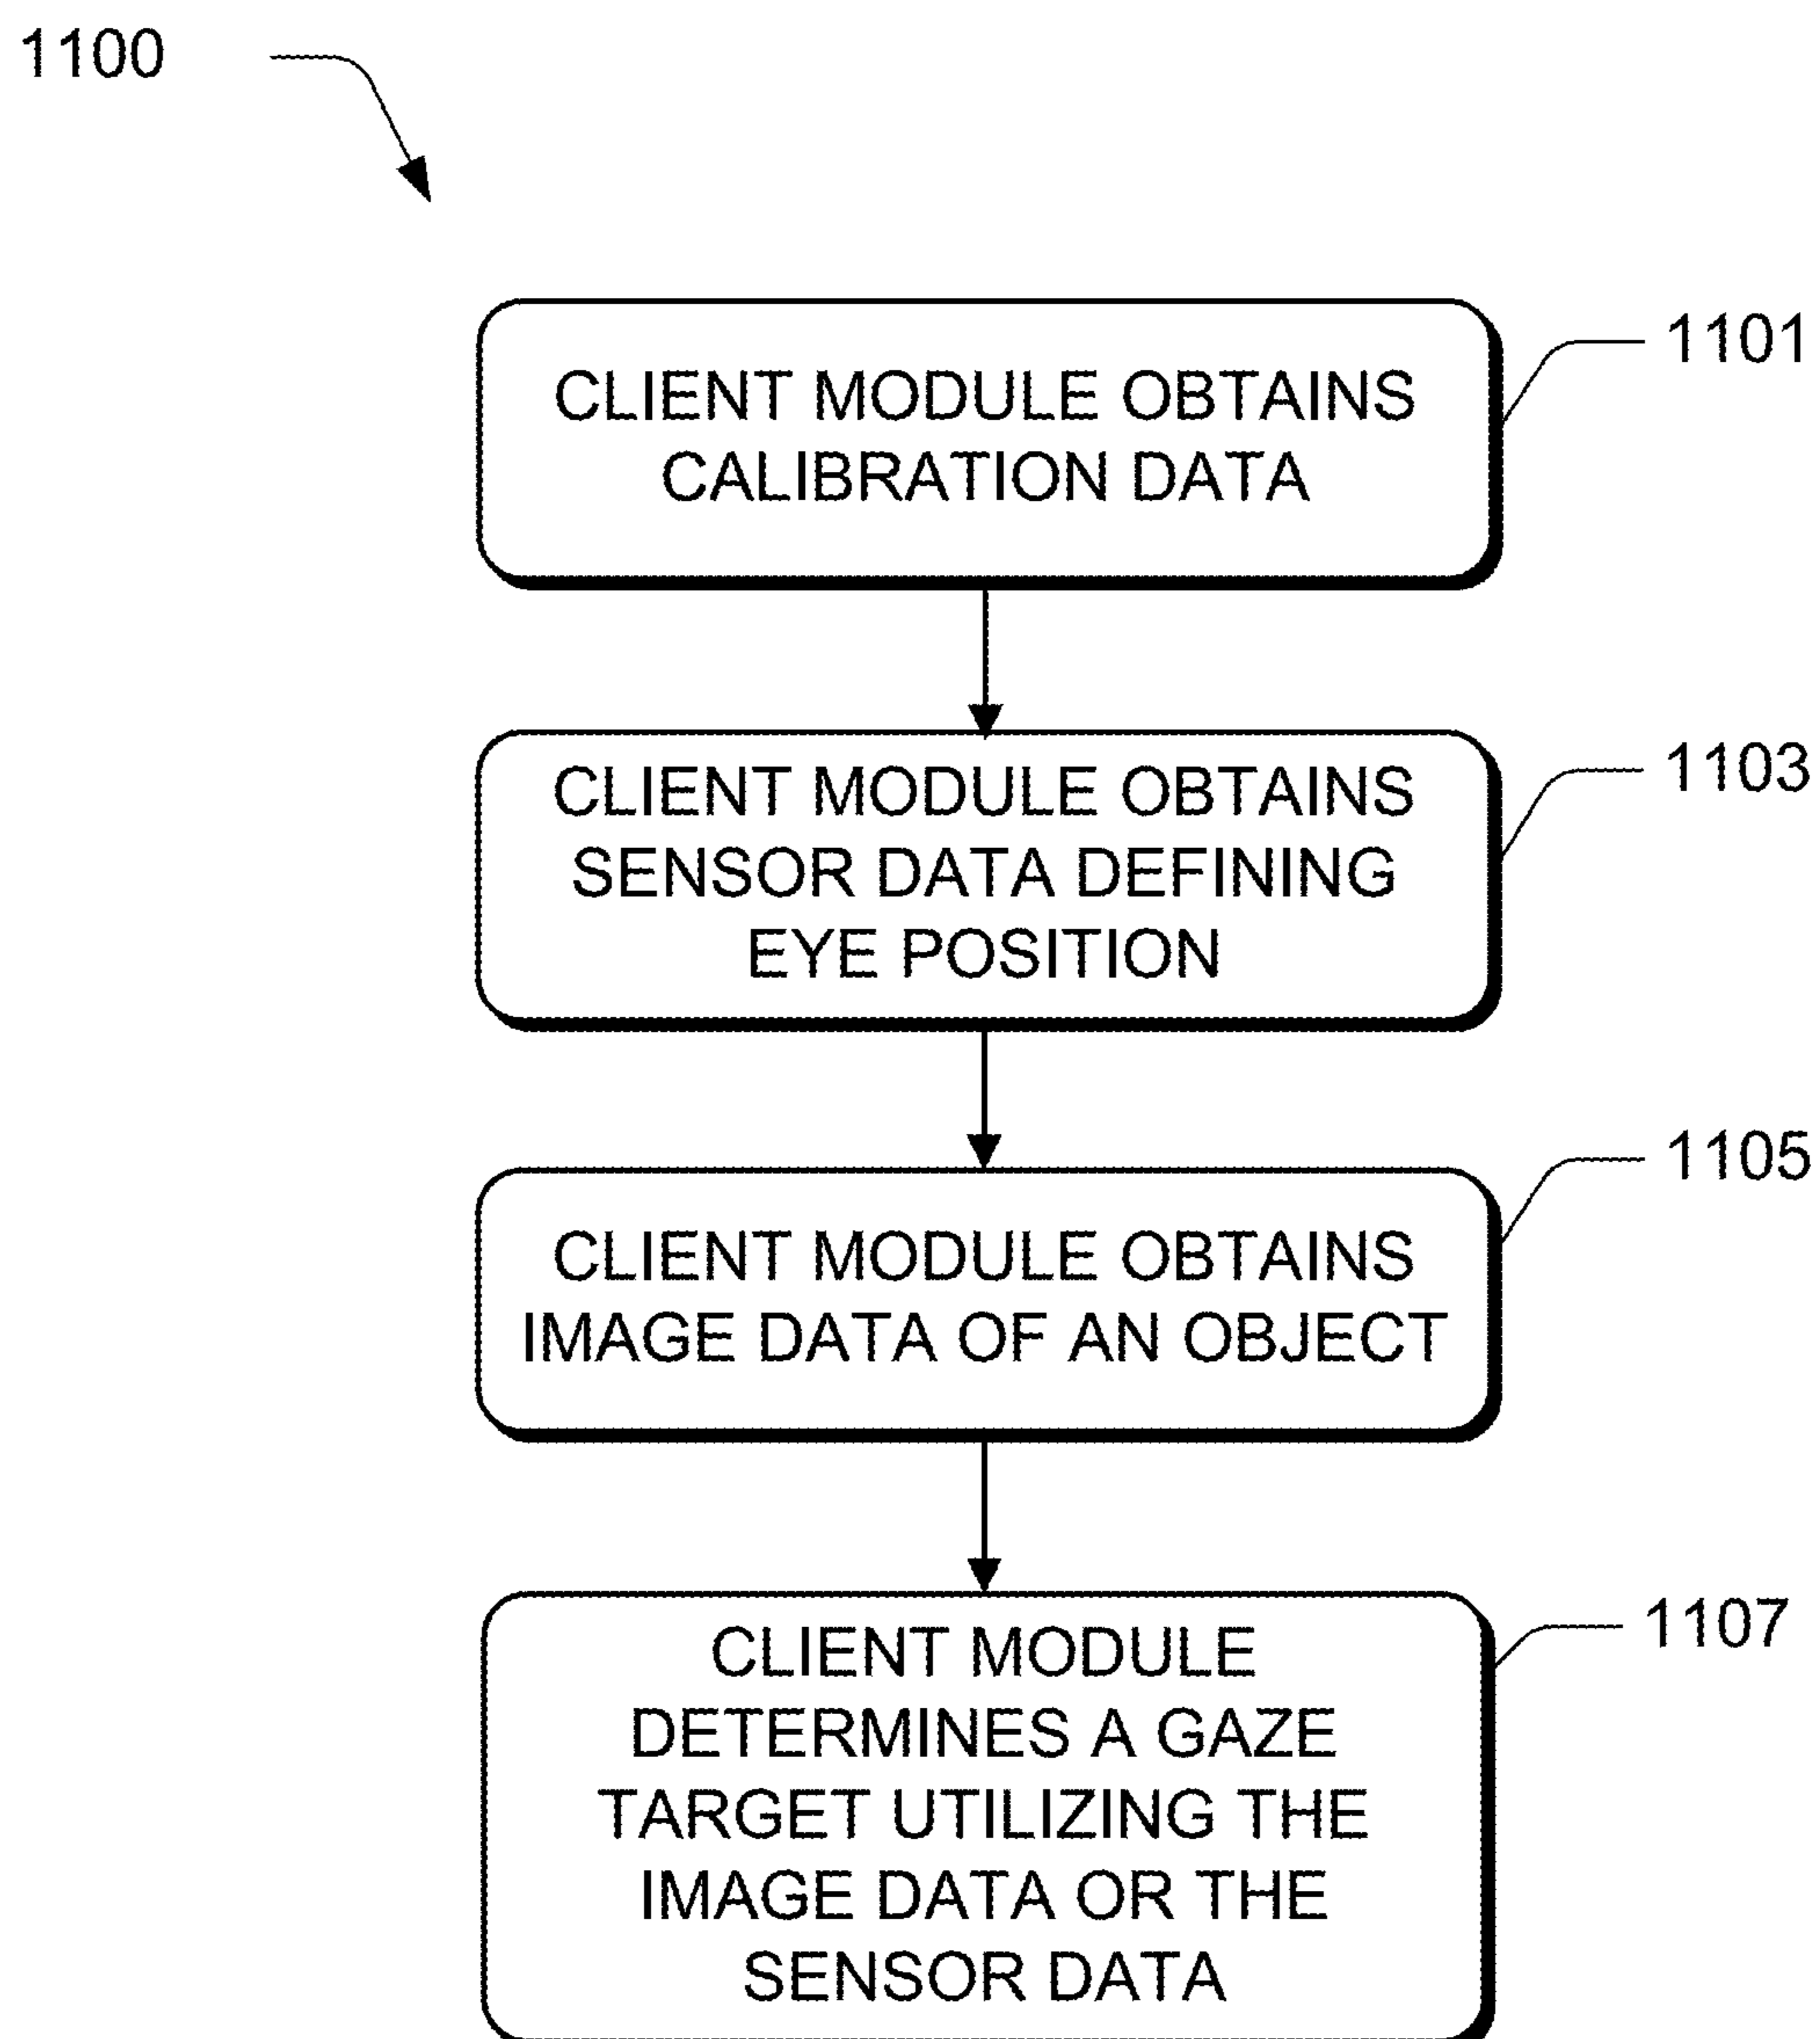 1100
CLIENT MODULE OBTAINS
CALIBRATION DATA
1101
CLIENT MODULE OBTAINS
SENSOR DATA DEFINING
EYE POSITION
1103
CLIENT MODULE OBTAINS
IMAGE DATA OF AN OBJECT
1105
CLIENT MODULE
DETERMINES A GAZE
TARGET UTILIZING THE
IMAGE DATA OR THE
SENSOR DATA
1107